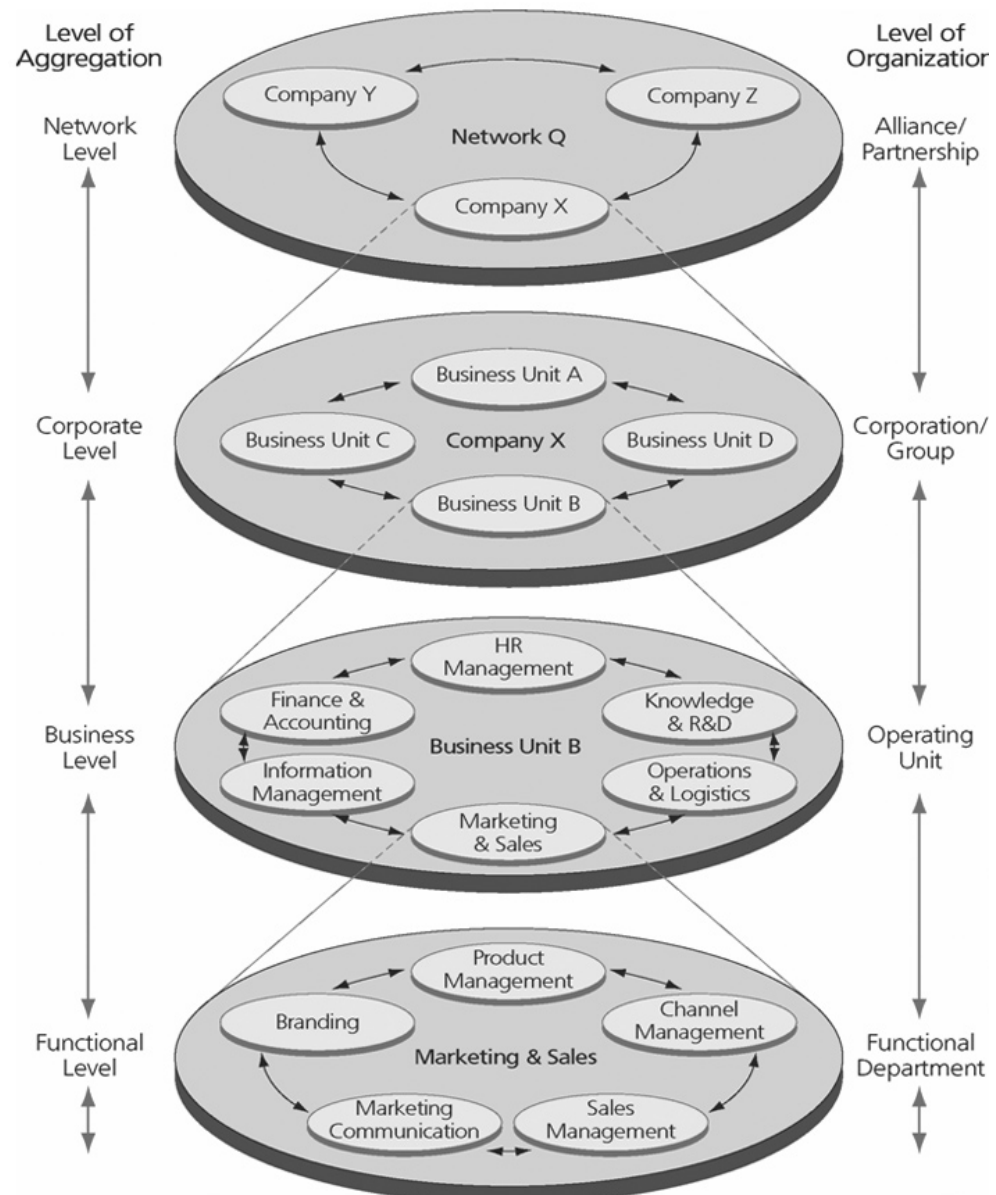 Level of
Aggregation
Level of
Organization
Network
Level
Company Y
Company Z
Network Q
Company X
Alliance/
Partnership
Corporate
Level
Business Unit A
Business Unit C
Company X
Business Unit D
Business Unit B
Corporation/
Group
Business
Level
HR
Management
Finance &
Accounting
Knowledge
& R&D
Business Unit B
Information
Management
Operations
& Logistics
Marketing
& Sales
Operating
Unit
Functional
Level
Product
Management
Branding
Channel
Management
Marketing & Sales
Marketing
Communication
Sales
Management
Functional
Department